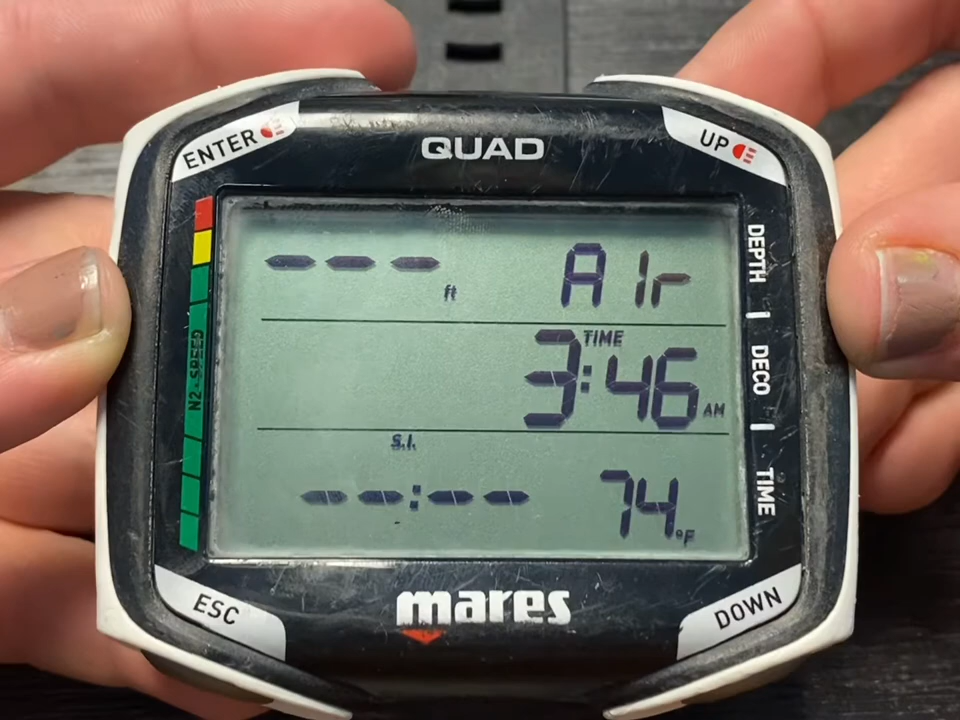 ENTER
QUAD
UP
--- ft
AIr
TIME
3:46 AM
S.I.
--:--
74 °F
N2 - SPEED
DEPTH | DECO | TIME
ESC
mares
DOWN